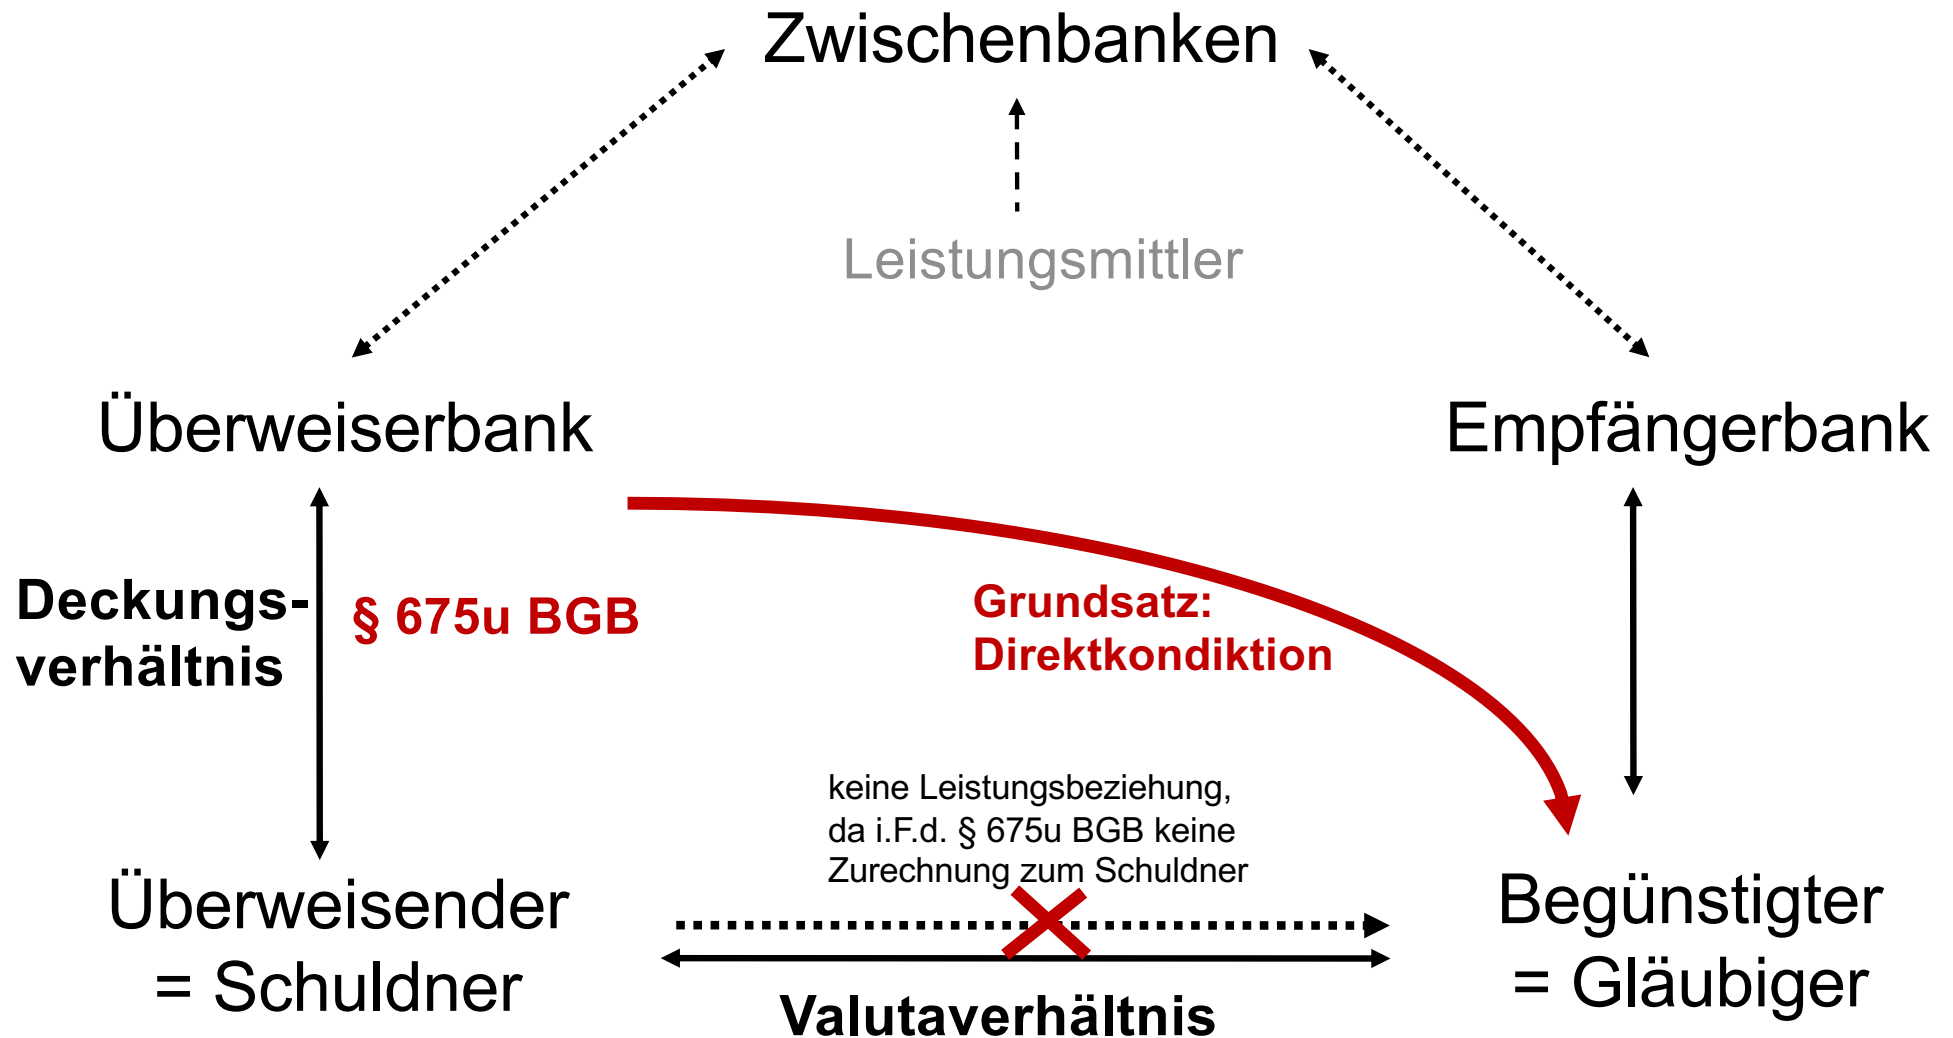 Zwischenbanken
Leistungsmittler
Überweiserbank
Empfängerbank
Deckungs-
verhältnis
§ 675u BGB
Grundsatz:
Direktkondiktion
keine Leistungsbeziehung,
da i.F.d. § 675u BGB keine
Zurechnung zum Schuldner
Überweisender
= Schuldner
Begünstigter
= Gläubiger
Valutaverhältnis